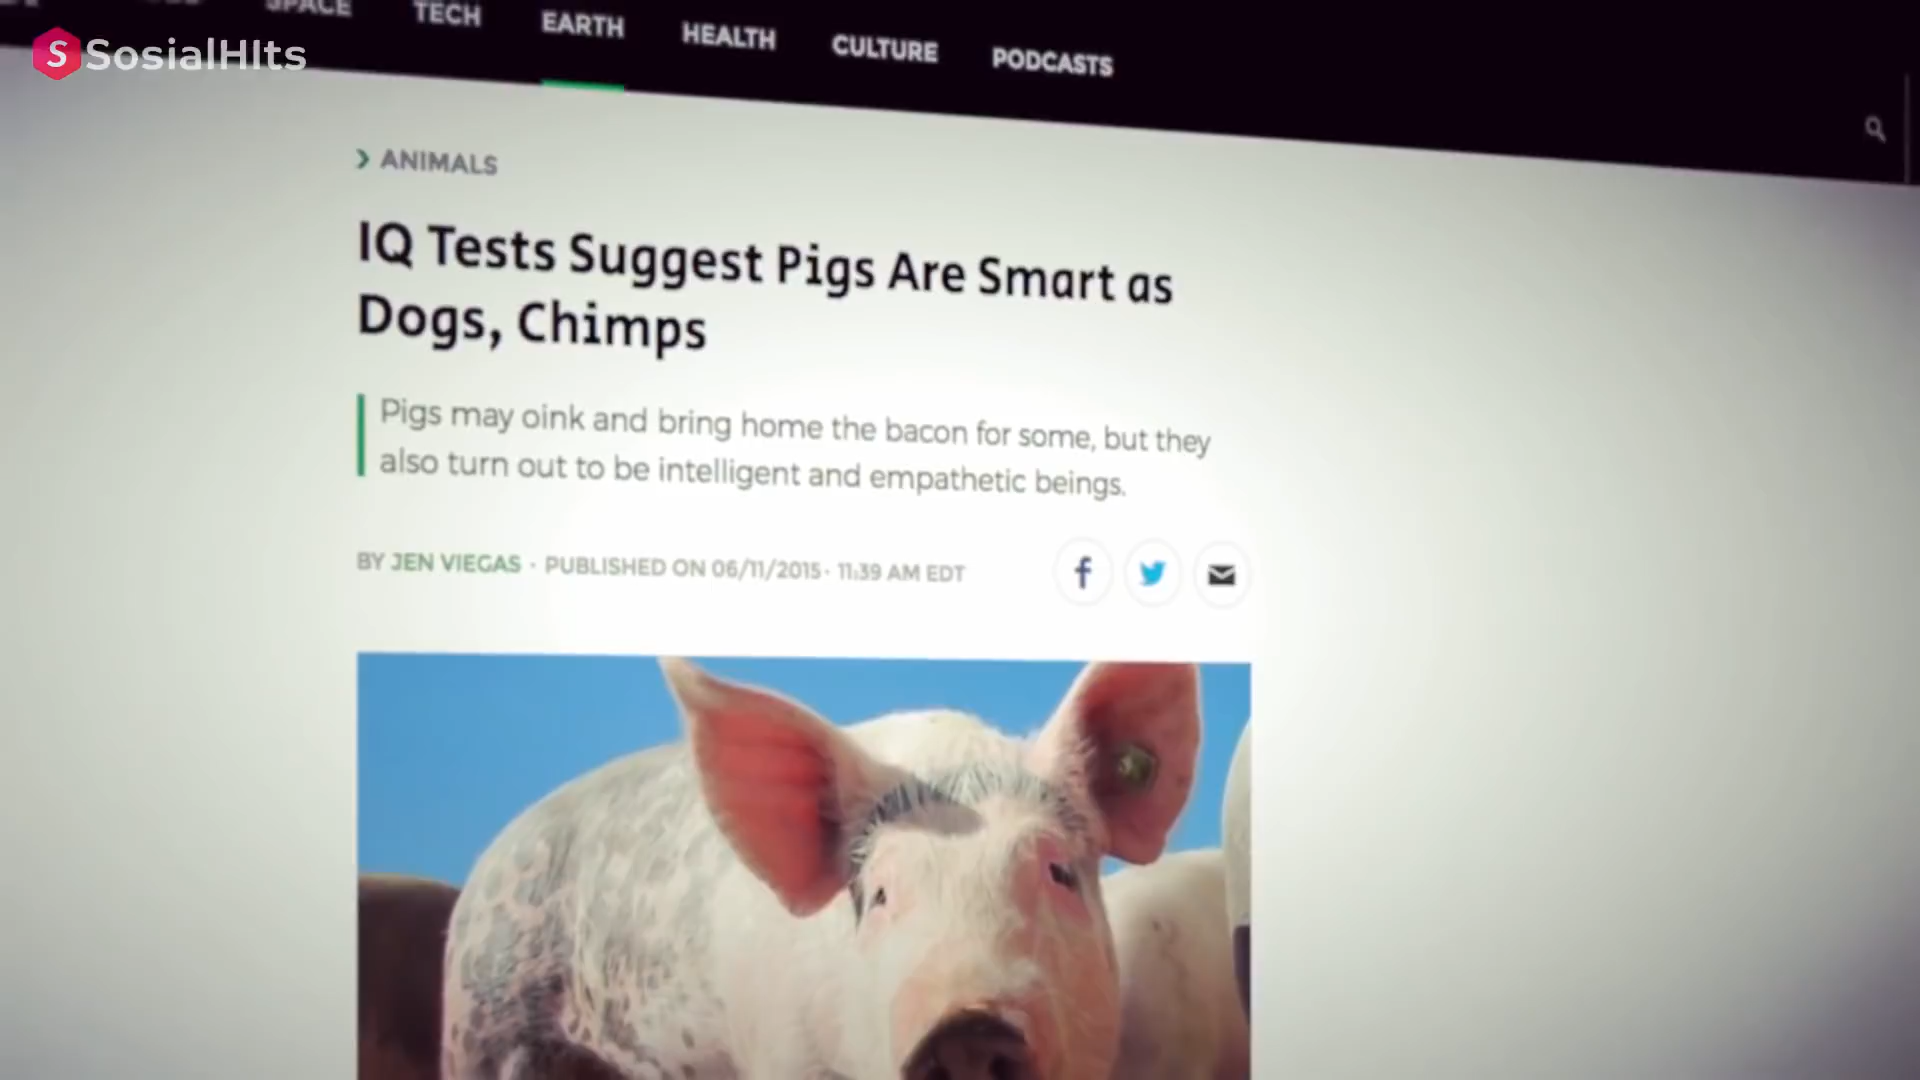 SosialHIts
SPACE
TECH
EARTH
HEALTH
CULTURE
PODCASTS
ANIMALS
IQ Tests Suggest Pigs Are Smart as
Dogs, Chimps
Pigs may oink and bring home the bacon for some, but they
also turn out to be intelligent and empathetic beings.
BY JEN VIEGAS · PUBLISHED ON 06/11/2015 · 11:39 AM EDT